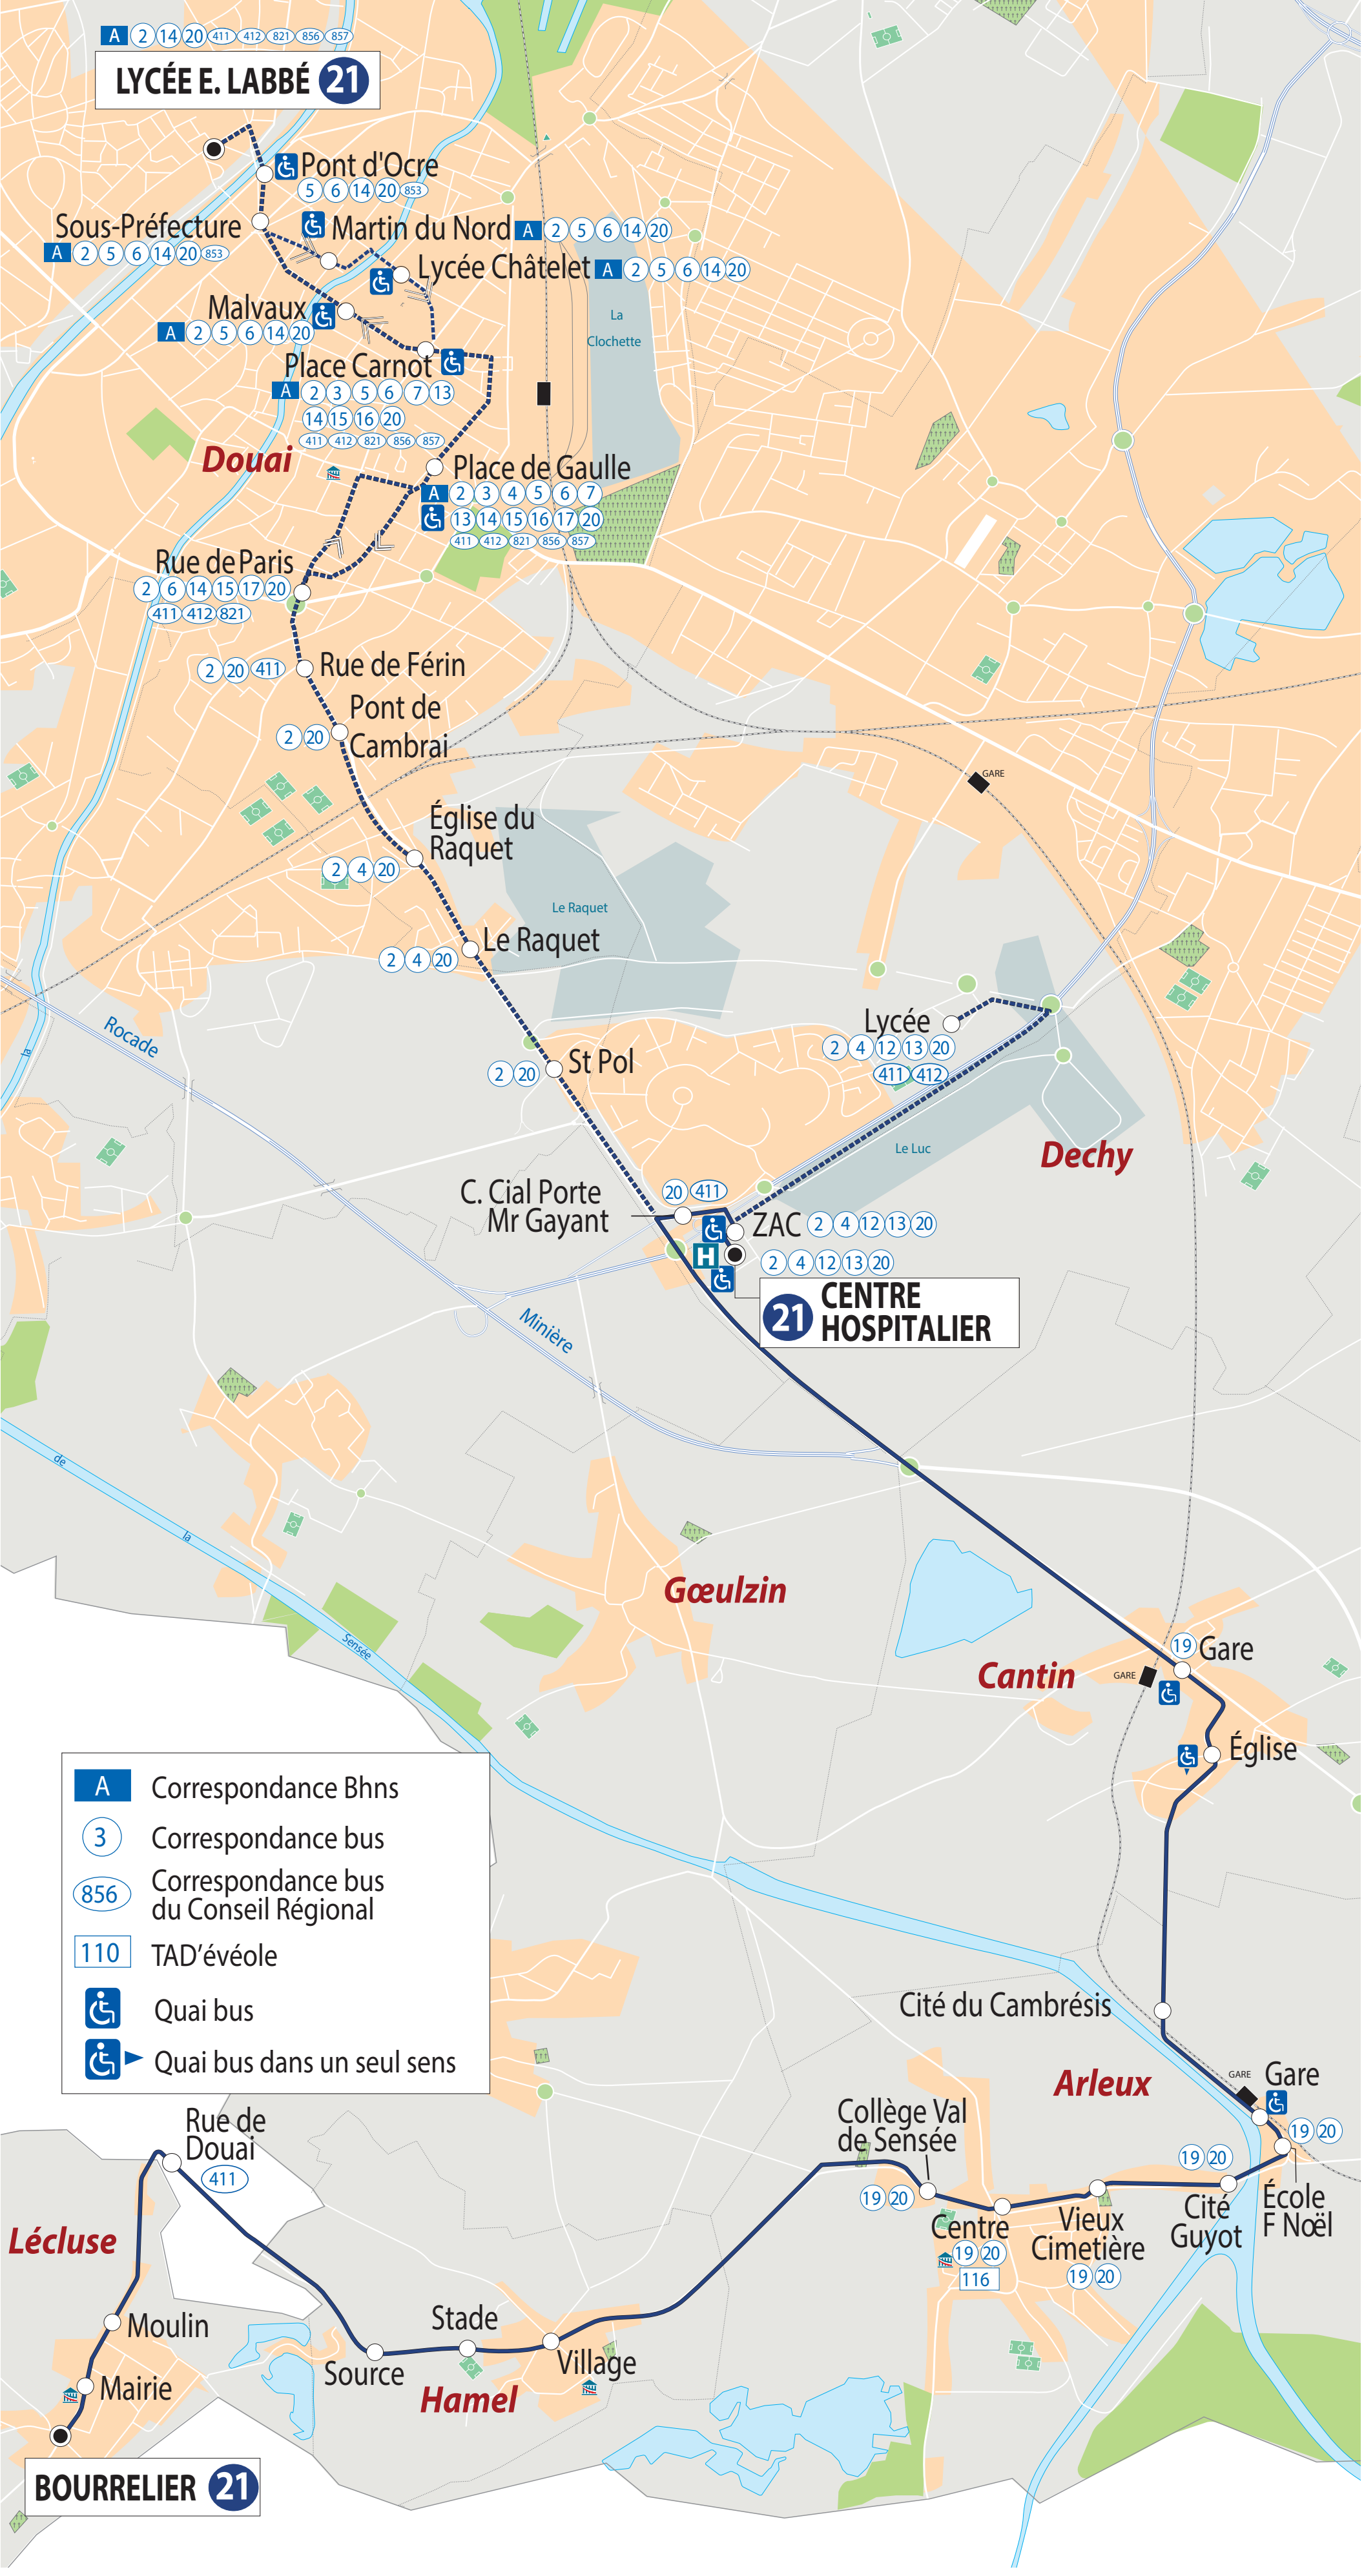 A 2 14 20 411 412 821 856 857
LYCÉE E. LABBÉ 21
Pont d'Ocre
5 6 14 20 853
Sous-Préfecture
A 2 5 6 14 20 853
Martin du Nord A 2 5 6 14 20
Lycée Châtelet A 2 5 6 14 20
Malvaux
A 2 5 6 14 20
La
Clochette
Place Carnot
A 2 3 5 6 7 13
14 15 16 20
411 412 821 856 857
Douai
Place de Gaulle
A 2 3 4 5 6 7
13 14 15 16 17 20
411 412 821 856 857
Rue de Paris
2 6 14 15 17 20
411 412 821
Rue de Férin
2 20 411
Pont de
Cambrai
2 20
GARE
Église du
Raquet
2 4 20
Le Raquet
Le Raquet
2 4 20
Rocade
la
St Pol
2 20
Lycée
2 4 12 13 20
411 412
Le Luc
Dechy
C. Cial Porte
Mr Gayant
20 411
ZAC 2 4 12 13 20
H
2 4 12 13 20
21 CENTRE
HOSPITALIER
Minière
de
la
Sensée
Gœulzin
19 Gare
Cantin
GARE
Église
A Correspondance Bhns
3 Correspondance bus
856 Correspondance bus
du Conseil Régional
110 TAD'évéole
Quai bus
Quai bus dans un seul sens
Cité du Cambrésis
Arleux
GARE
Gare
19 20
École
F Noël
19 20
Cité
Guyot
Vieux
Cimetière
19 20
Collège Val
de Sensée
19 20
Centre
19 20
116
Rue de
Douai
411
Lécluse
Moulin
Mairie
Source
Stade
Village
Hamel
BOURRELIER 21